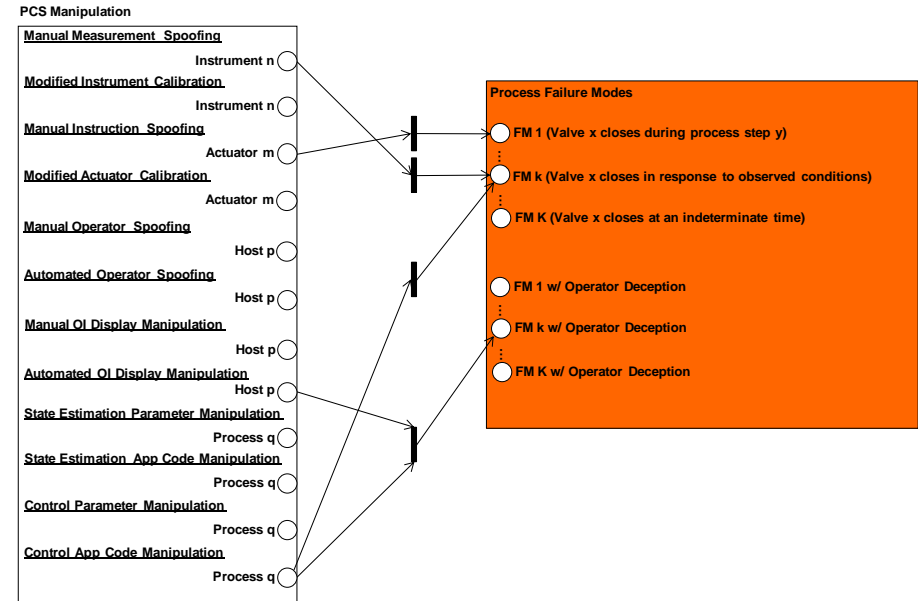 PCS Manipulation
Manual Measurement Spoofing
Instrument n
Modified Instrument Calibration
Instrument n
Manual Instruction Spoofing
Actuator m
Modified Actuator Calibration
Actuator m
Manual Operator Spoofing
Host p
Automated Operator Spoofing
Host p
Manual OI Display Manipulation
Host p
Automated OI Display Manipulation
Host p
State Estimation Parameter Manipulation
Process q
State Estimation App Code Manipulation
Process q
Control Parameter Manipulation
Process q
Control App Code Manipulation
Process q
Process Failure Modes
FM 1 (Valve x closes during process step y)
FM k (Valve x closes in response to observed conditions)
FM K (Valve x closes at an indeterminate time)
FM 1 w/ Operator Deception
FM k w/ Operator Deception
FM K w/ Operator Deception